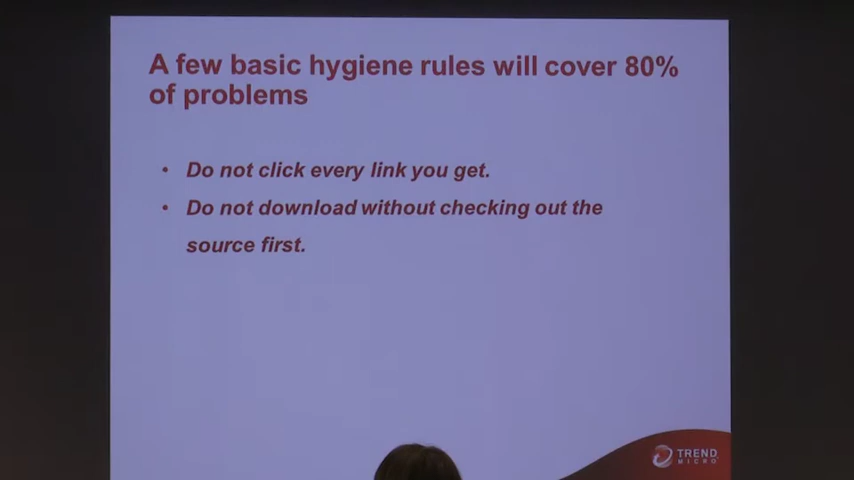 A few basic hygiene rules will cover 80%
of problems
• Do not click every link you get.
• Do not download without checking out the
source first.
TREND
MICRO